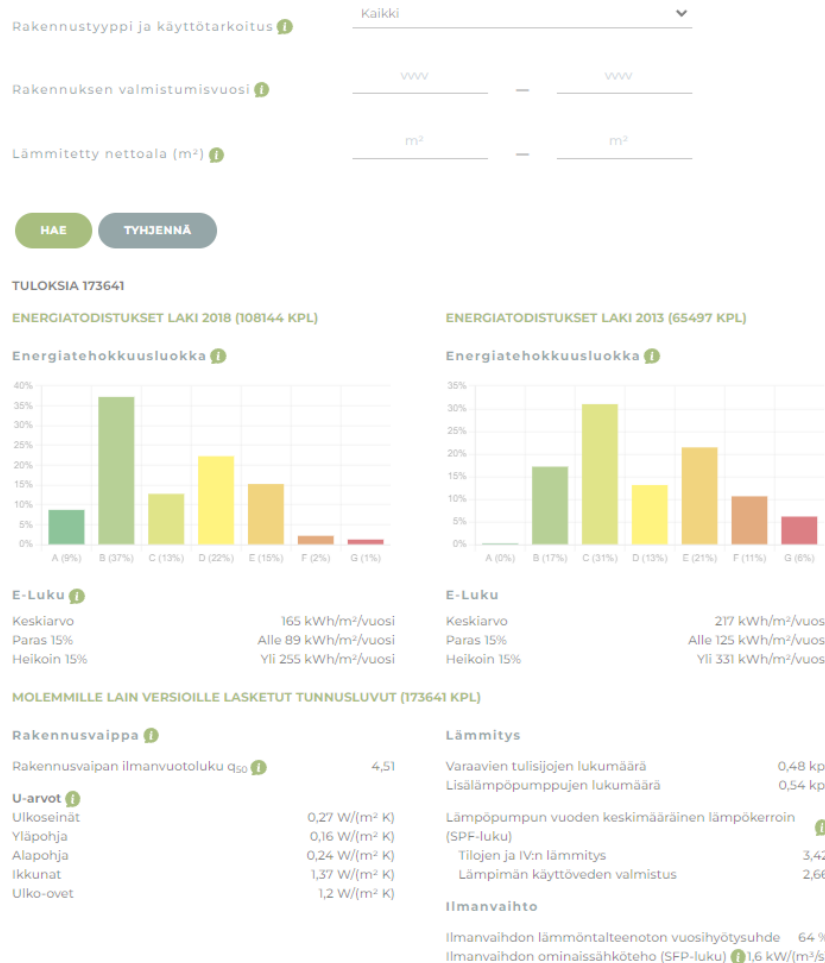 Rakennustyyppi ja käyttötarkoitus i
Kaikki
Rakennuksen valmistumisvuosi i
vvvv — vvvv
Lämmitetty nettoala (m²) i
m² — m²
HAE TYHJENNÄ
TULOKSIA 173641
ENERGIATODISTUKSET LAKI 2018 (108144 KPL)
Energiatehokkuusluokka i
40%
35%
30%
25%
20%
15%
10%
5%
0%
A (9%) B (37%) C (13%) D (22%) E (15%) F (2%) G (1%)
E-Luku i
Keskiarvo 165 kWh/m²/vuosi
Paras 15% Alle 89 kWh/m²/vuosi
Heikoin 15% Yli 255 kWh/m²/vuosi
ENERGIATODISTUKSET LAKI 2013 (65497 KPL)
Energiatehokkuusluokka i
35%
30%
25%
20%
15%
10%
5%
0%
A (0%) B (17%) C (31%) D (13%) E (21%) F (11%) G (6%)
E-Luku
Keskiarvo 217 kWh/m²/vuos
Paras 15% Alle 125 kWh/m²/vuos
Heikoin 15% Yli 331 kWh/m²/vuos
MOLEMMILLE LAIN VERSIOILLE LASKETUT TUNNUSLUVUT (173641 KPL)
Rakennusvaippa i
Rakennusvaipan ilmanvuotoluku q₅₀ i 4,51
U-arvot i
Ulkoseinät 0,27 W/(m² K)
Yläpohja 0,16 W/(m² K)
Alapohja 0,24 W/(m² K)
Ikkunat 1,37 W/(m² K)
Ulko-ovet 1,2 W/(m² K)
Lämmitys
Varaavien tulisijojen lukumäärä 0,48 kp
Lisälämpöpumppujen lukumäärä 0,54 kp
Lämpöpumpun vuoden keskimääräinen lämpökerroin i
(SPF-luku)
Tilojen ja IV:n lämmitys 3,42
Lämpimän käyttöveden valmistus 2,66
Ilmanvaihto
Ilmanvaihdon lämmöntalteenoton vuosihyötysuhde 64 %
Ilmanvaihdon ominaissähköteho (SFP-luku) i 1,6 kW/(m³/s